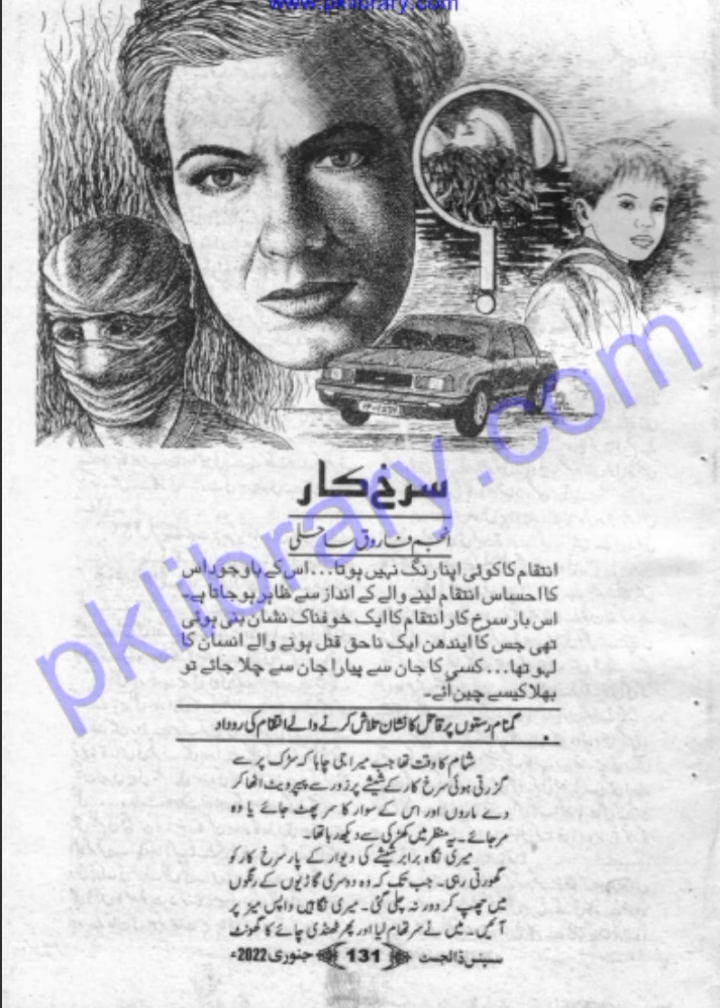 www.pklibrary.com
سرخ کار
انجم فاروق ساحلی
انتقام کا کوئی اپنا رنگ نہیں ہوتا... اس کے باوجود اس
کا احساس انتقام لینے والے کے انداز سے ظاہر ہو جاتا ہے۔
اس بار سرخ کار انتقام کا ایک خوفناک نشان بنی ہوئی
تھی جس کا ایندھن ایک ناحق قتل ہونے والے انسان کا
لہو تھا... کسی کا جان سے پیارا جان سے چلا جائے تو
بھلا کیسے چین آئے۔
گمنام رستوں پر قاتل کا نشان تلاش کرنے والے انتقام کی روداد
شام کا وقت تھا جب میرا جی چاہا کہ سڑک پر سے
گزرتی ہوئی سرخ کار کے شیشے پر زور سے پیپر ویٹ اٹھا کر
دے ماروں اور اس کے سوار کا سر پھٹ جائے یا وہ
مر جائے۔ یہ منظر میں کھڑکی سے دیکھ رہا تھا۔
میری نگاہ برابر شیشے کی دیوار کے پار سرخ کار کو
گھورتی رہی۔ جب تک کہ وہ دوسری گاڑیوں کے رنگوں
میں چھپ کر دور نہ چلی گئی۔ میری نگاہیں واپس میز پر
آئیں۔ میں نے سر تھام لیا اور پھر ٹھنڈی چائے کا گھونٹ
سسپنس ڈائجسٹ 131 جنوری 2022ء
pklibrary.com